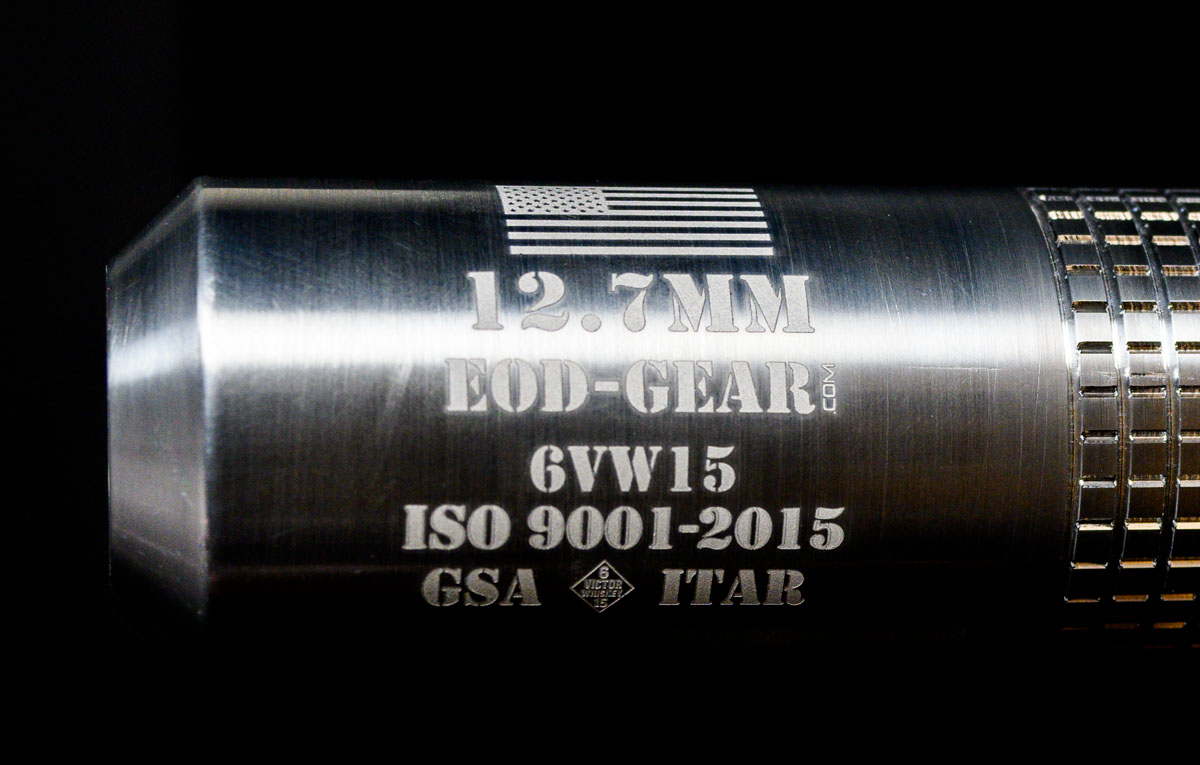 12.7MM
EOD-GEAR.COM
6VW15
ISO 9001-2015
GSA 6 VICTOR WHISKEY 15 ITAR